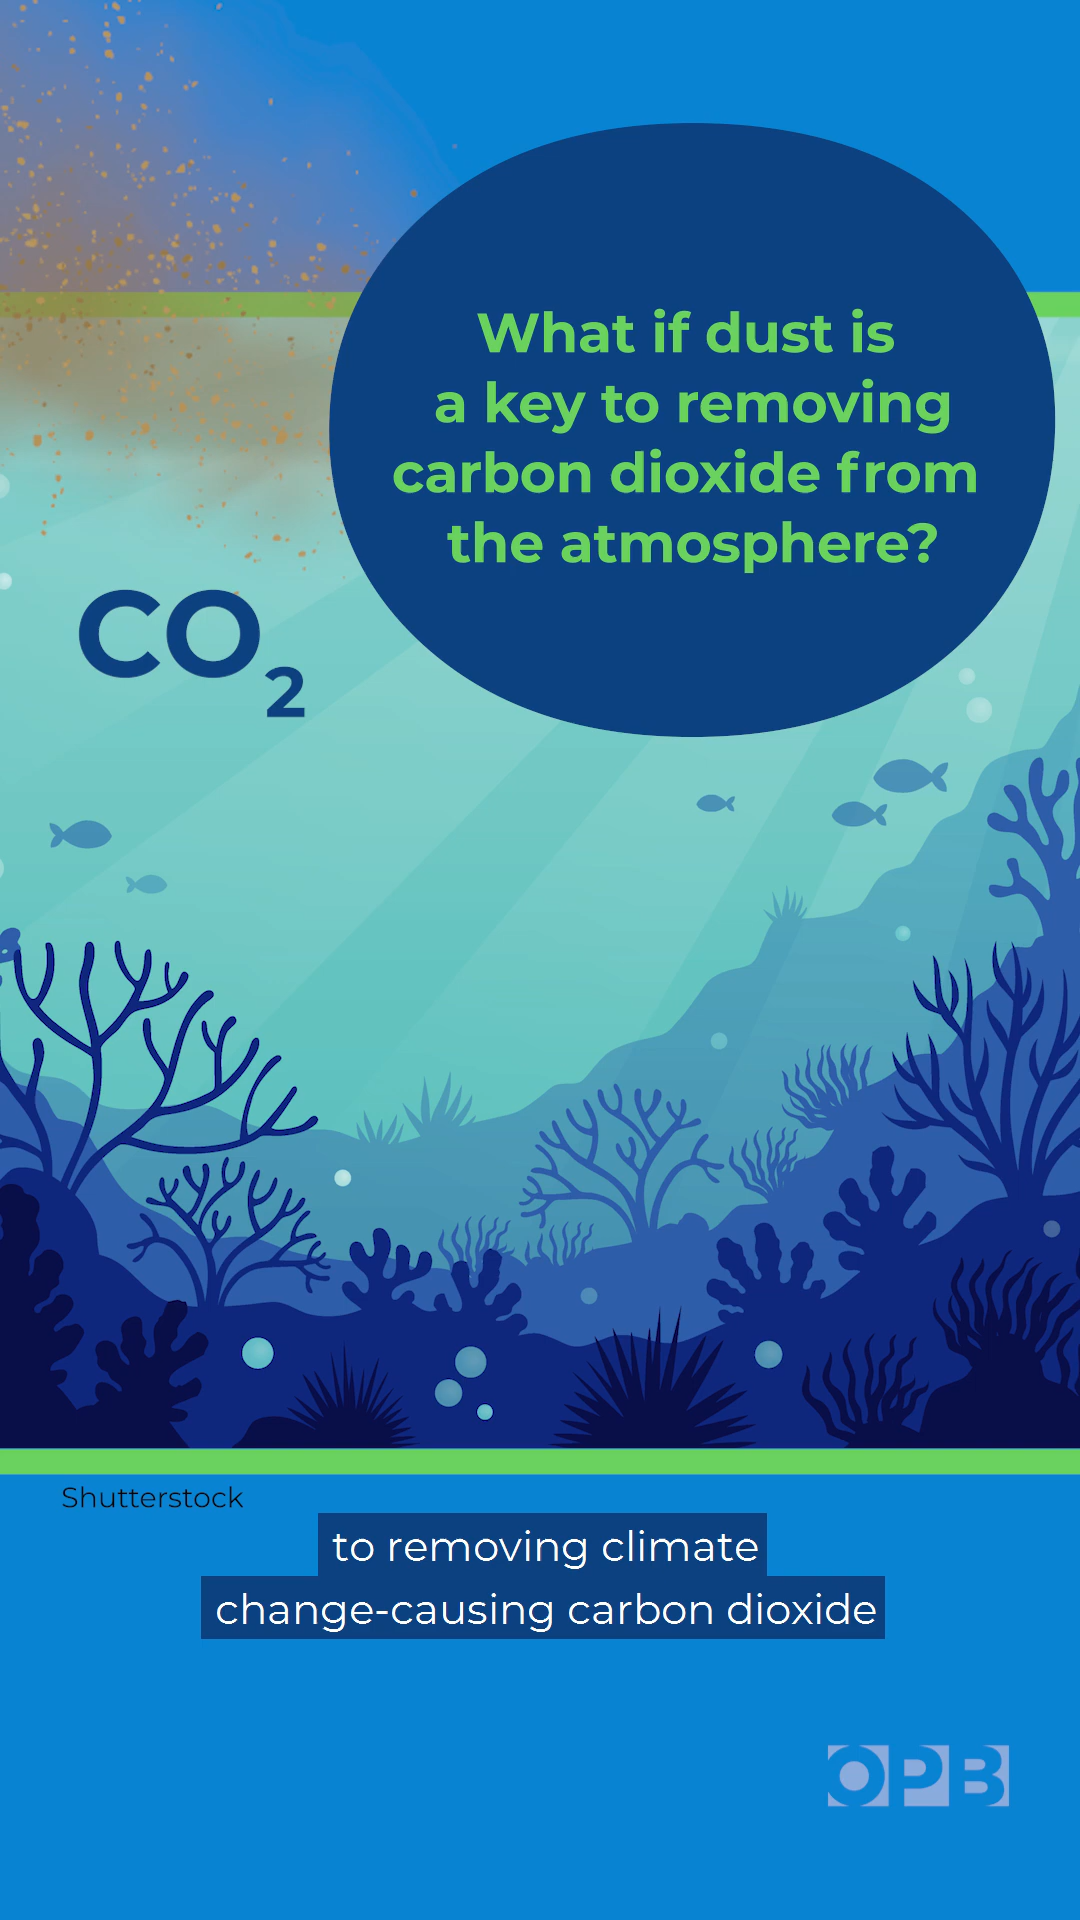 What if dust is
a key to removing
carbon dioxide from
the atmosphere?
CO₂
Shutterstock
to removing climate
change-causing carbon dioxide
OPB